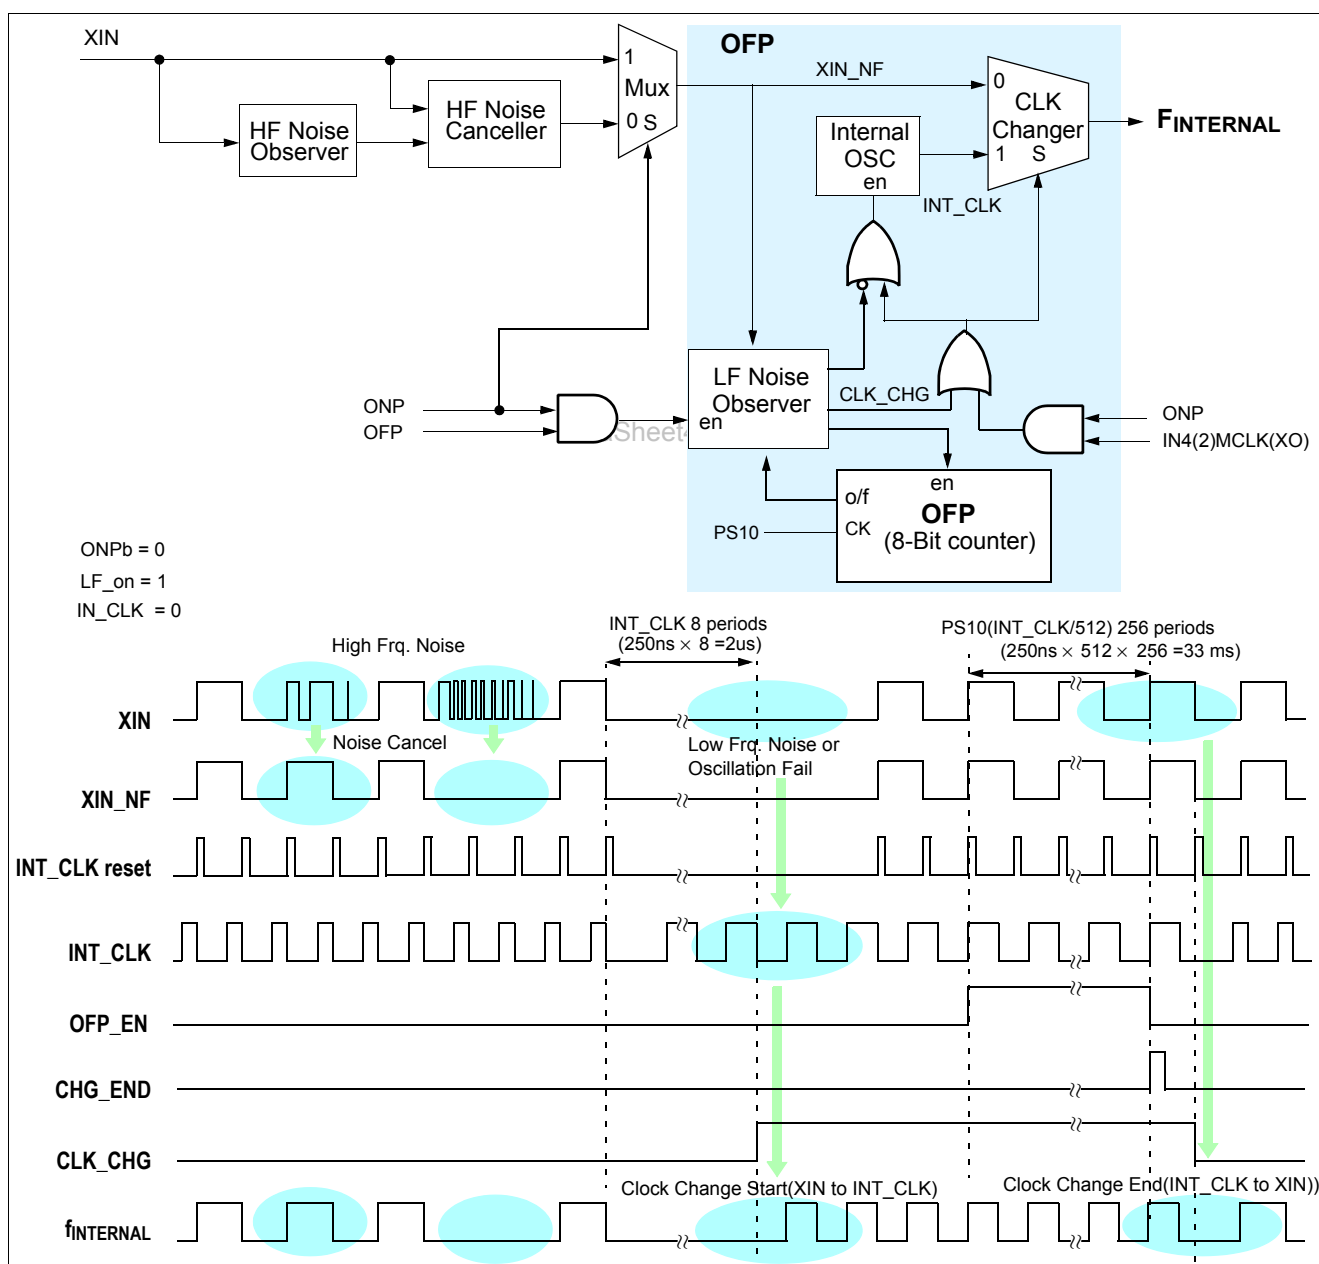 XIN
OFP
1
Mux
0 S
HF Noise
Observer
HF Noise
Canceller
XIN_NF
0
CLK
Changer
1 S
FINTERNAL
Internal
OSC
en
INT_CLK
ONP
OFP
LF Noise
Observer
en
CLK_CHG
ONP
IN4(2)MCLK(XO)
Sheet4
en
o/f
OFP
CK
(8-Bit counter)
PS10
ONPb = 0
LF_on = 1
IN_CLK = 0
INT_CLK 8 periods
(250ns × 8 =2us)
PS10(INT_CLK/512) 256 periods
(250ns × 512 × 256 =33 ms)
High Frq. Noise
XIN
Noise Cancel
Low Frq. Noise or
Oscillation Fail
XIN_NF
INT_CLK reset
INT_CLK
OFP_EN
CHG_END
CLK_CHG
Clock Change Start(XIN to INT_CLK)
Clock Change End(INT_CLK to XIN))
fINTERNAL